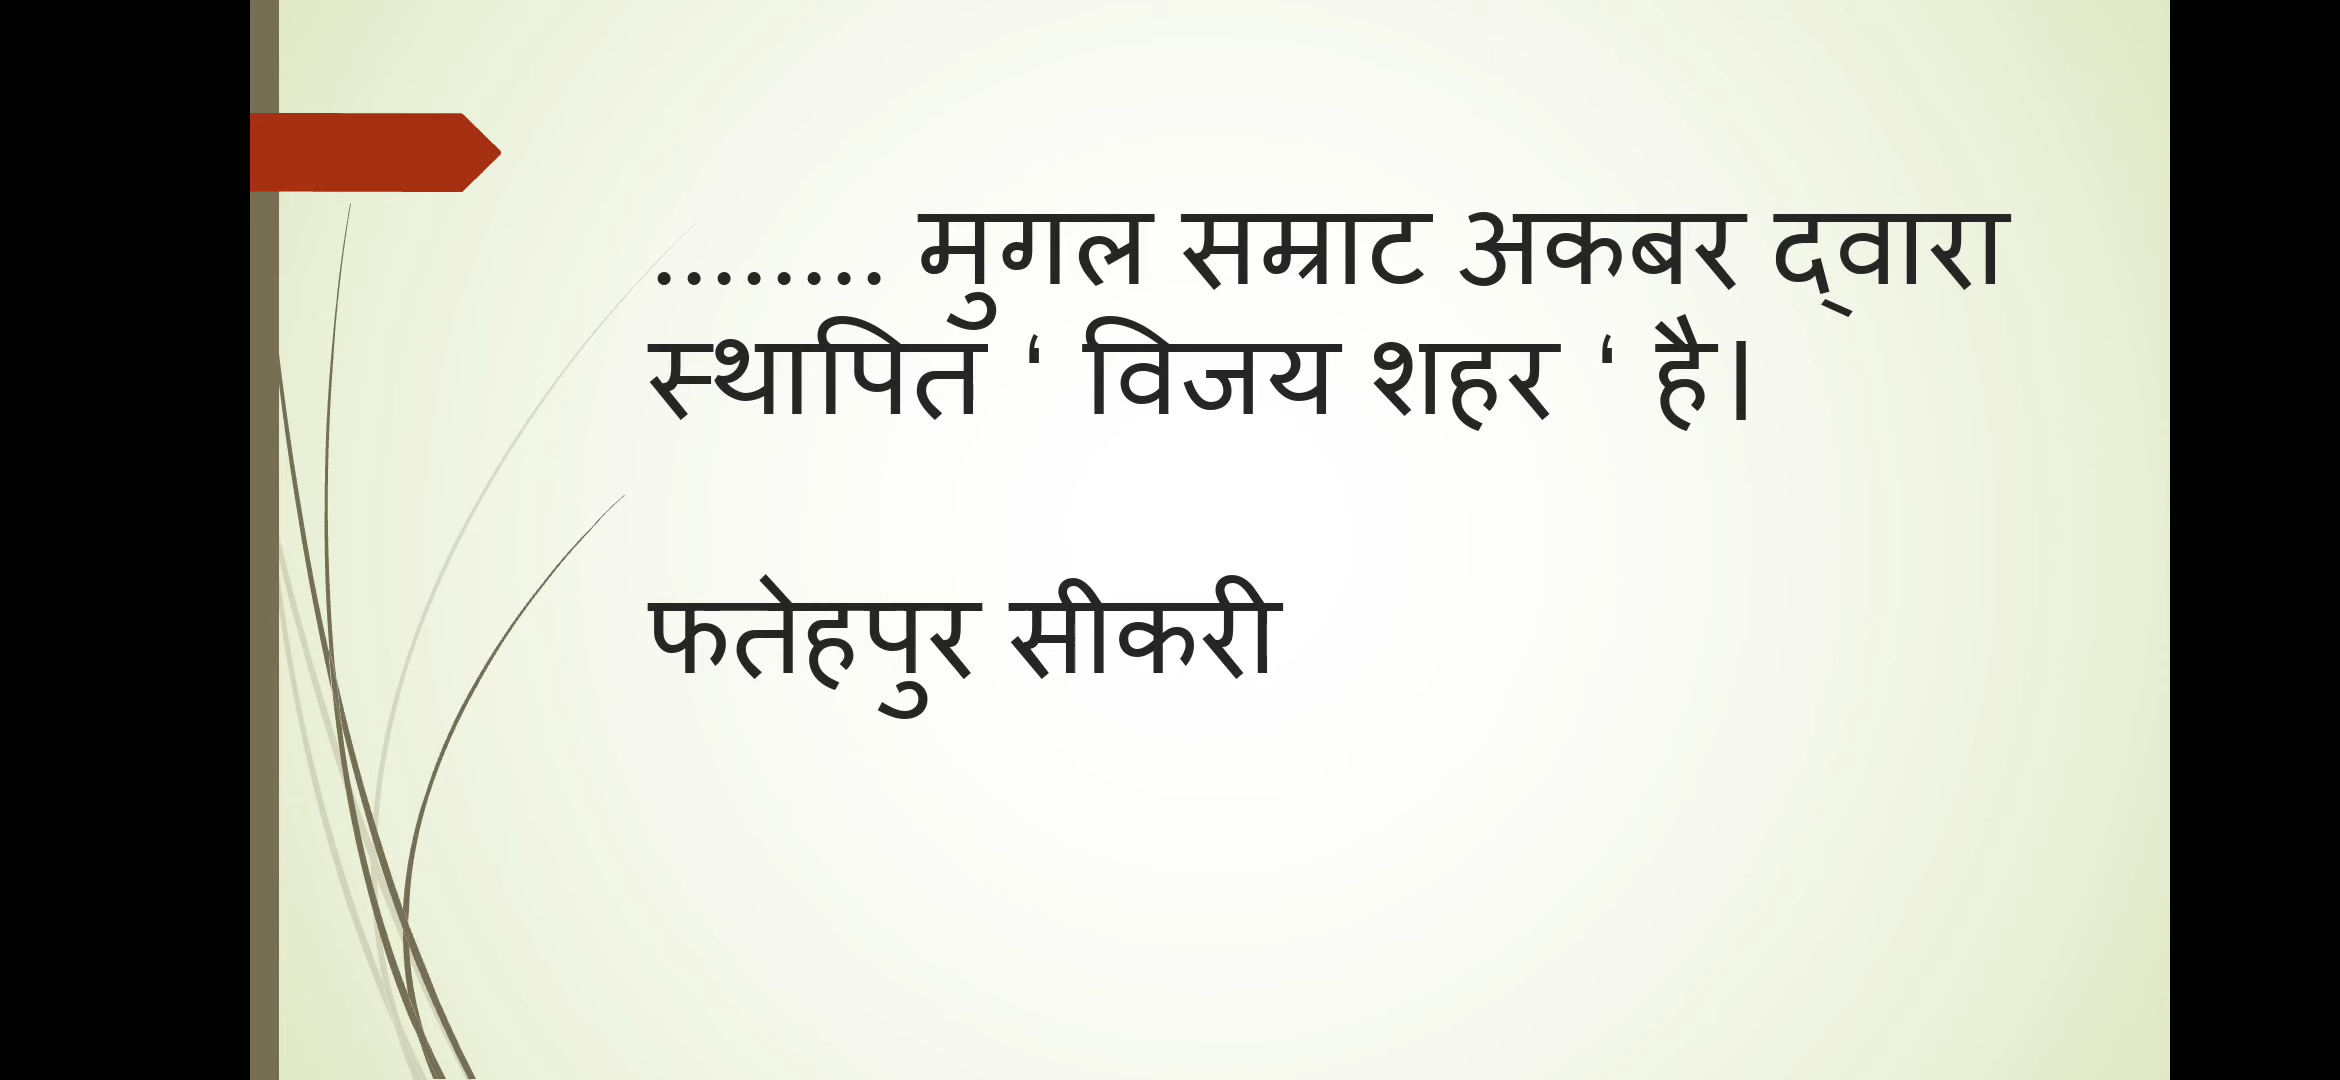 ........ मुगल सम्राट अकबर द्‌वारा
स्थापित ‘ विजय शहर ‘ है।
फतेहपुर सीकरी